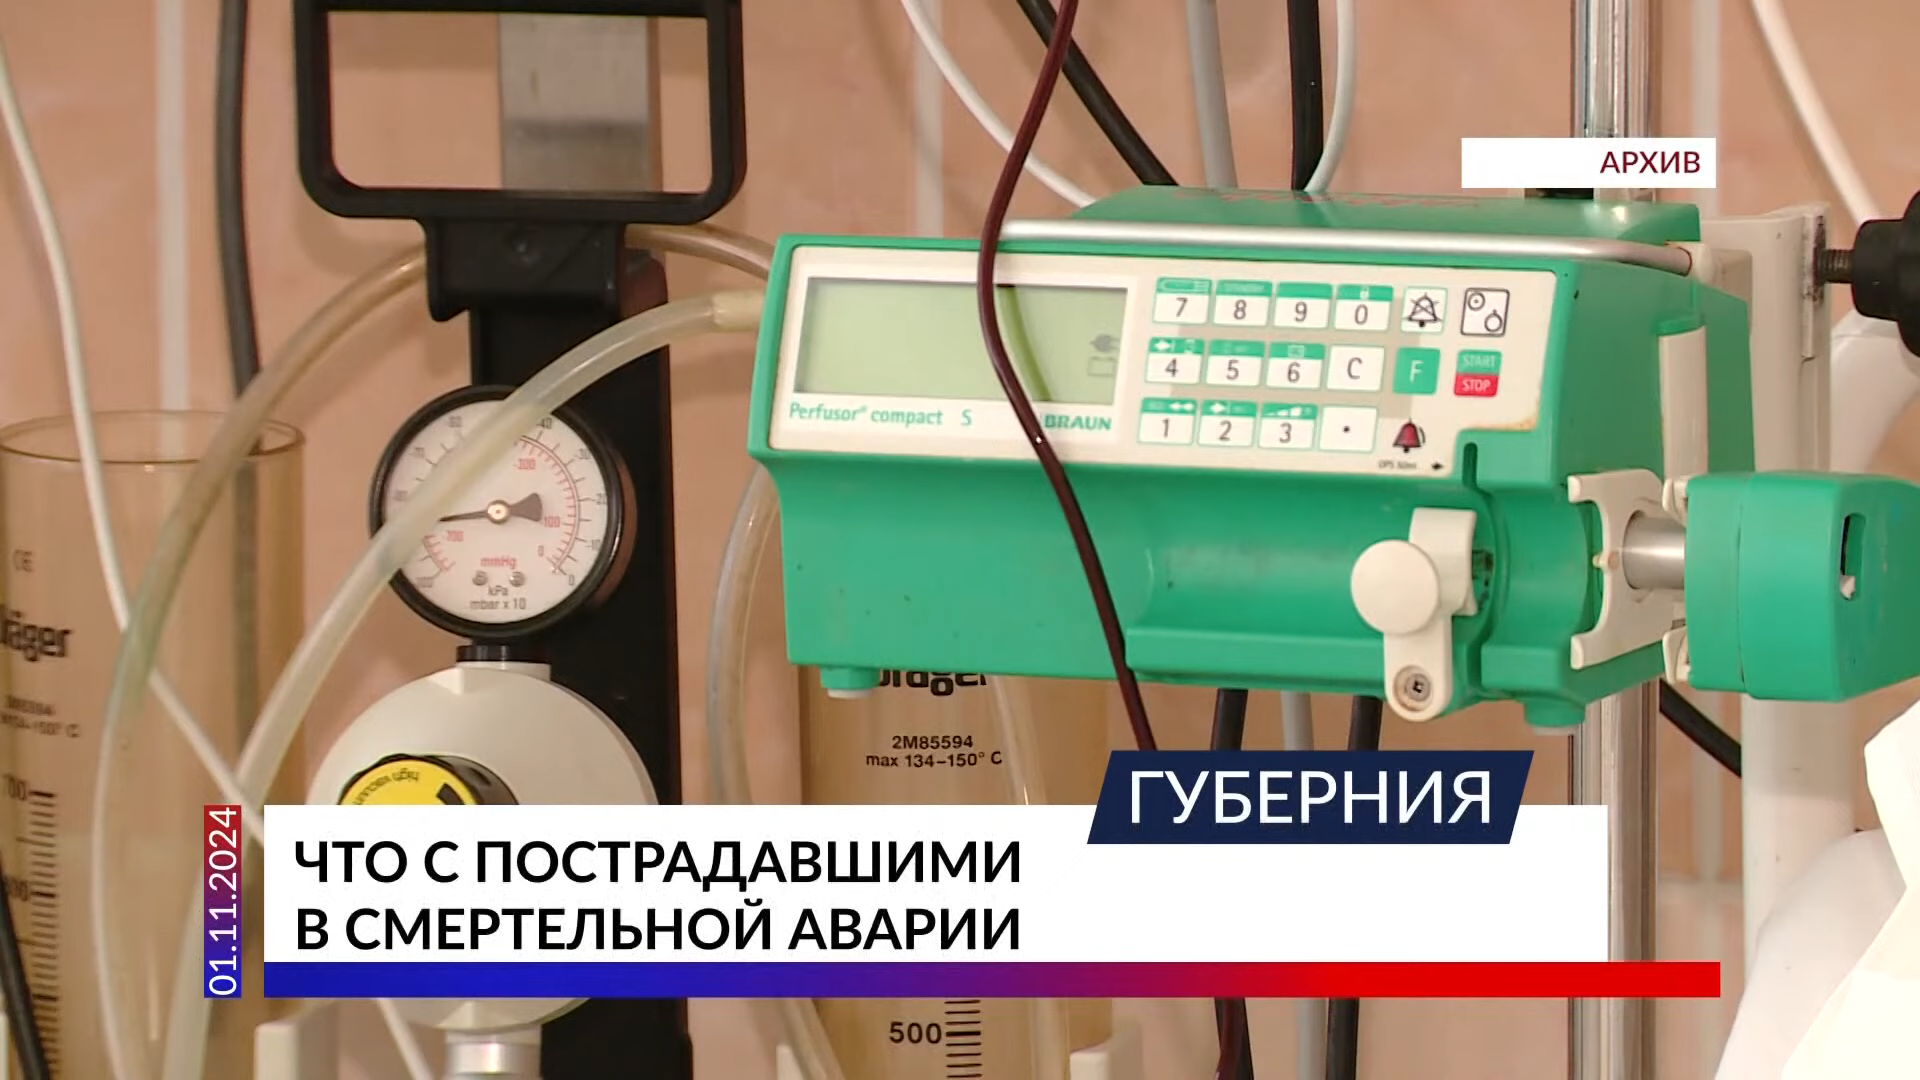 АРХИВ
7 8 9 0
4 5 6 C F START
STOP
Perfusor® compact S BRAUN
1 2 3 .
mmHg
kPa
mbar x 10
2M85594
max 134-150° C
ГУБЕРНИЯ
01.11.2024
ЧТО С ПОСТРАДАВШИМИ
В СМЕРТЕЛЬНОЙ АВАРИИ
500